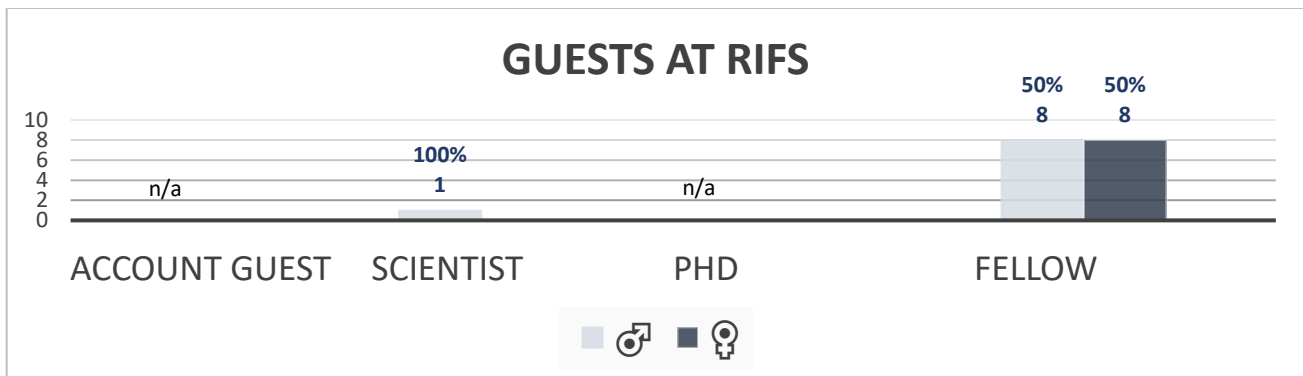 GUESTS AT RIFS
50% 50%
8 8
10
8
6
4
2
0
100%
1
n/a
n/a
ACCOUNT GUEST SCIENTIST PHD FELLOW